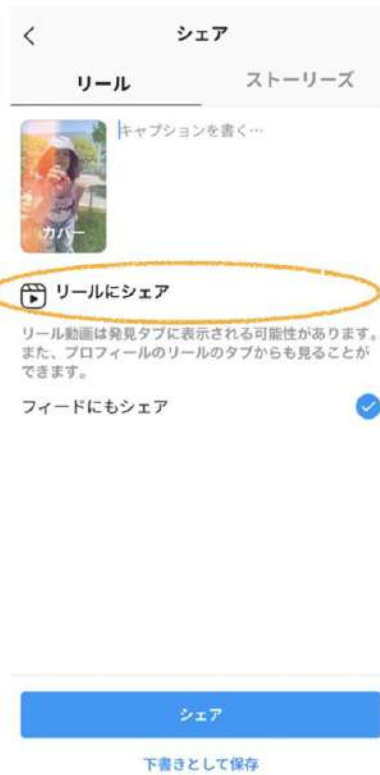 シェア
リール
ストーリーズ
キャプションを書く…
カバー
リールにシェア
リール動画は発見タブに表示される可能性があります。
また、プロフィールのリールのタブからも見ることが
できます。
フィードにもシェア
シェア
下書きとして保存